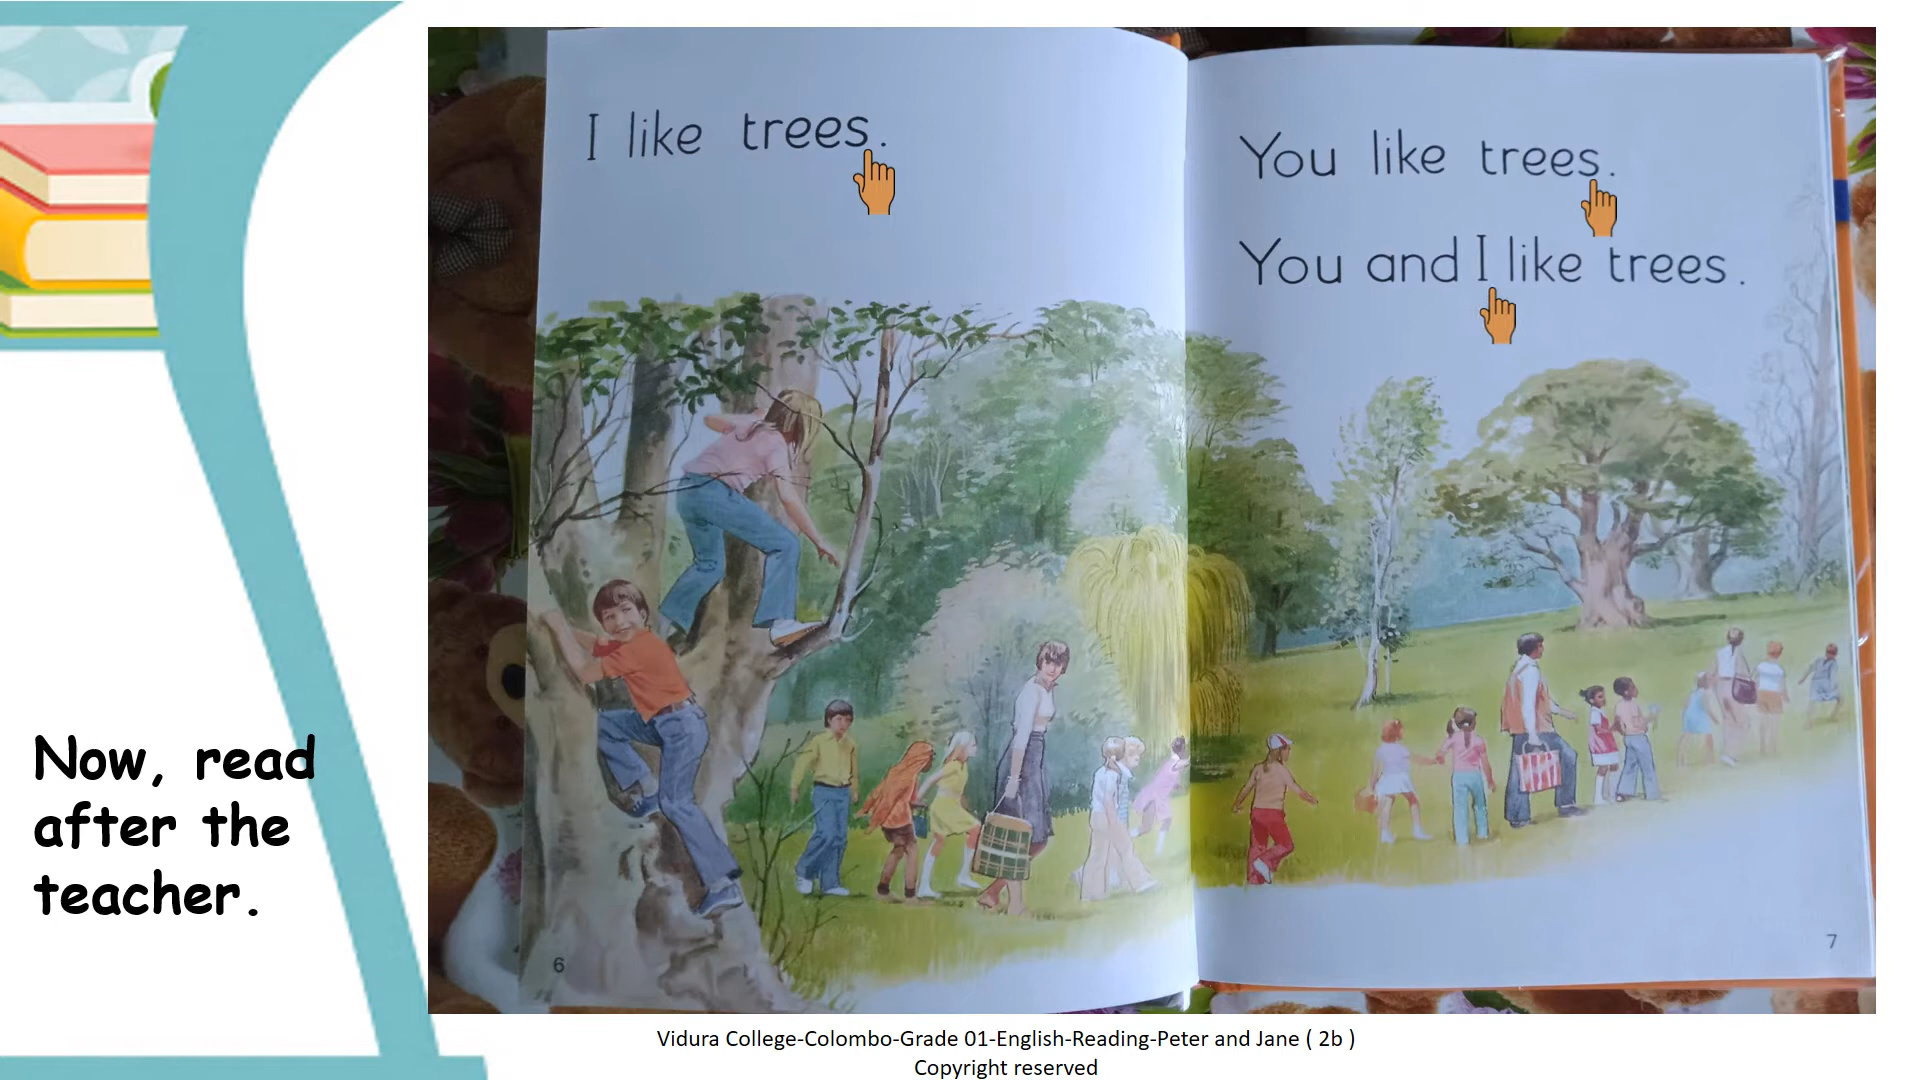 Now, read
after the
teacher.
I like trees.
You like trees.
You and I like trees.
6
7
Vidura College-Colombo-Grade 01-English-Reading-Peter and Jane ( 2b )
Copyright reserved